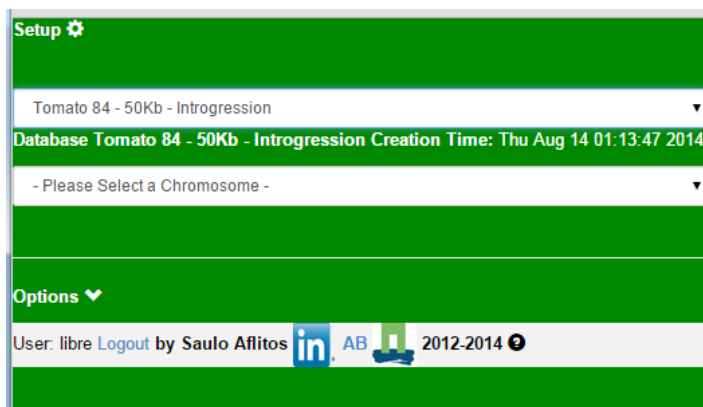 Setup
Tomato 84 - 50Kb - Introgression
Database Tomato 84 - 50Kb - Introgression Creation Time: Thu Aug 14 01:13:47 2014
- Please Select a Chromosome -
Options
User: libre Logout by Saulo Aflitos in, AB 2012-2014 ?